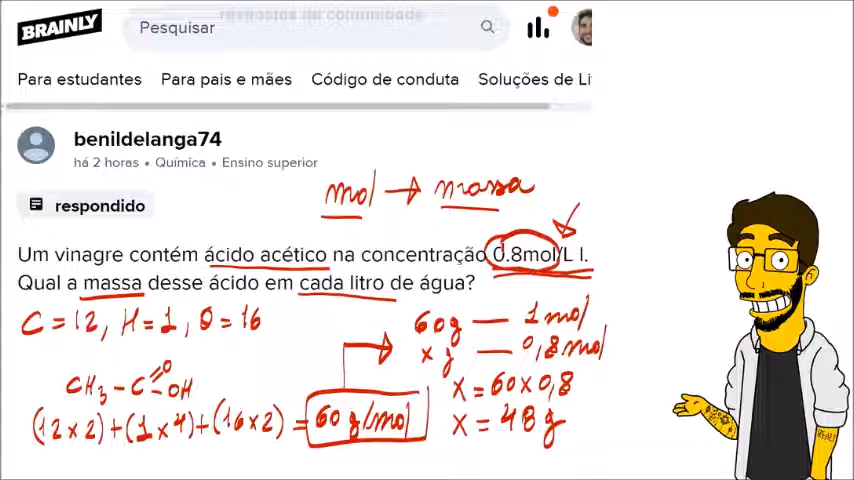 respostas da comunidade
BRAINLY
Pesquisar
Para estudantes Para pais e mães Código de conduta Soluções de Li
benildelanga74
há 2 horas • Química • Ensino superior
mol → massa
respondido
Um vinagre contém ácido acético na concentração 0.8mol/L l.
Qual a massa desse ácido em cada litro de água?
C = 12, H = 1, O = 16
60g — 1 mol
x g — 0,8 mol
CH3 - C = O - OH
x = 60 x 0,8
(12 x 2) + (1 x 4) + (16 x 2) = 60 g/mol
x = 48 g